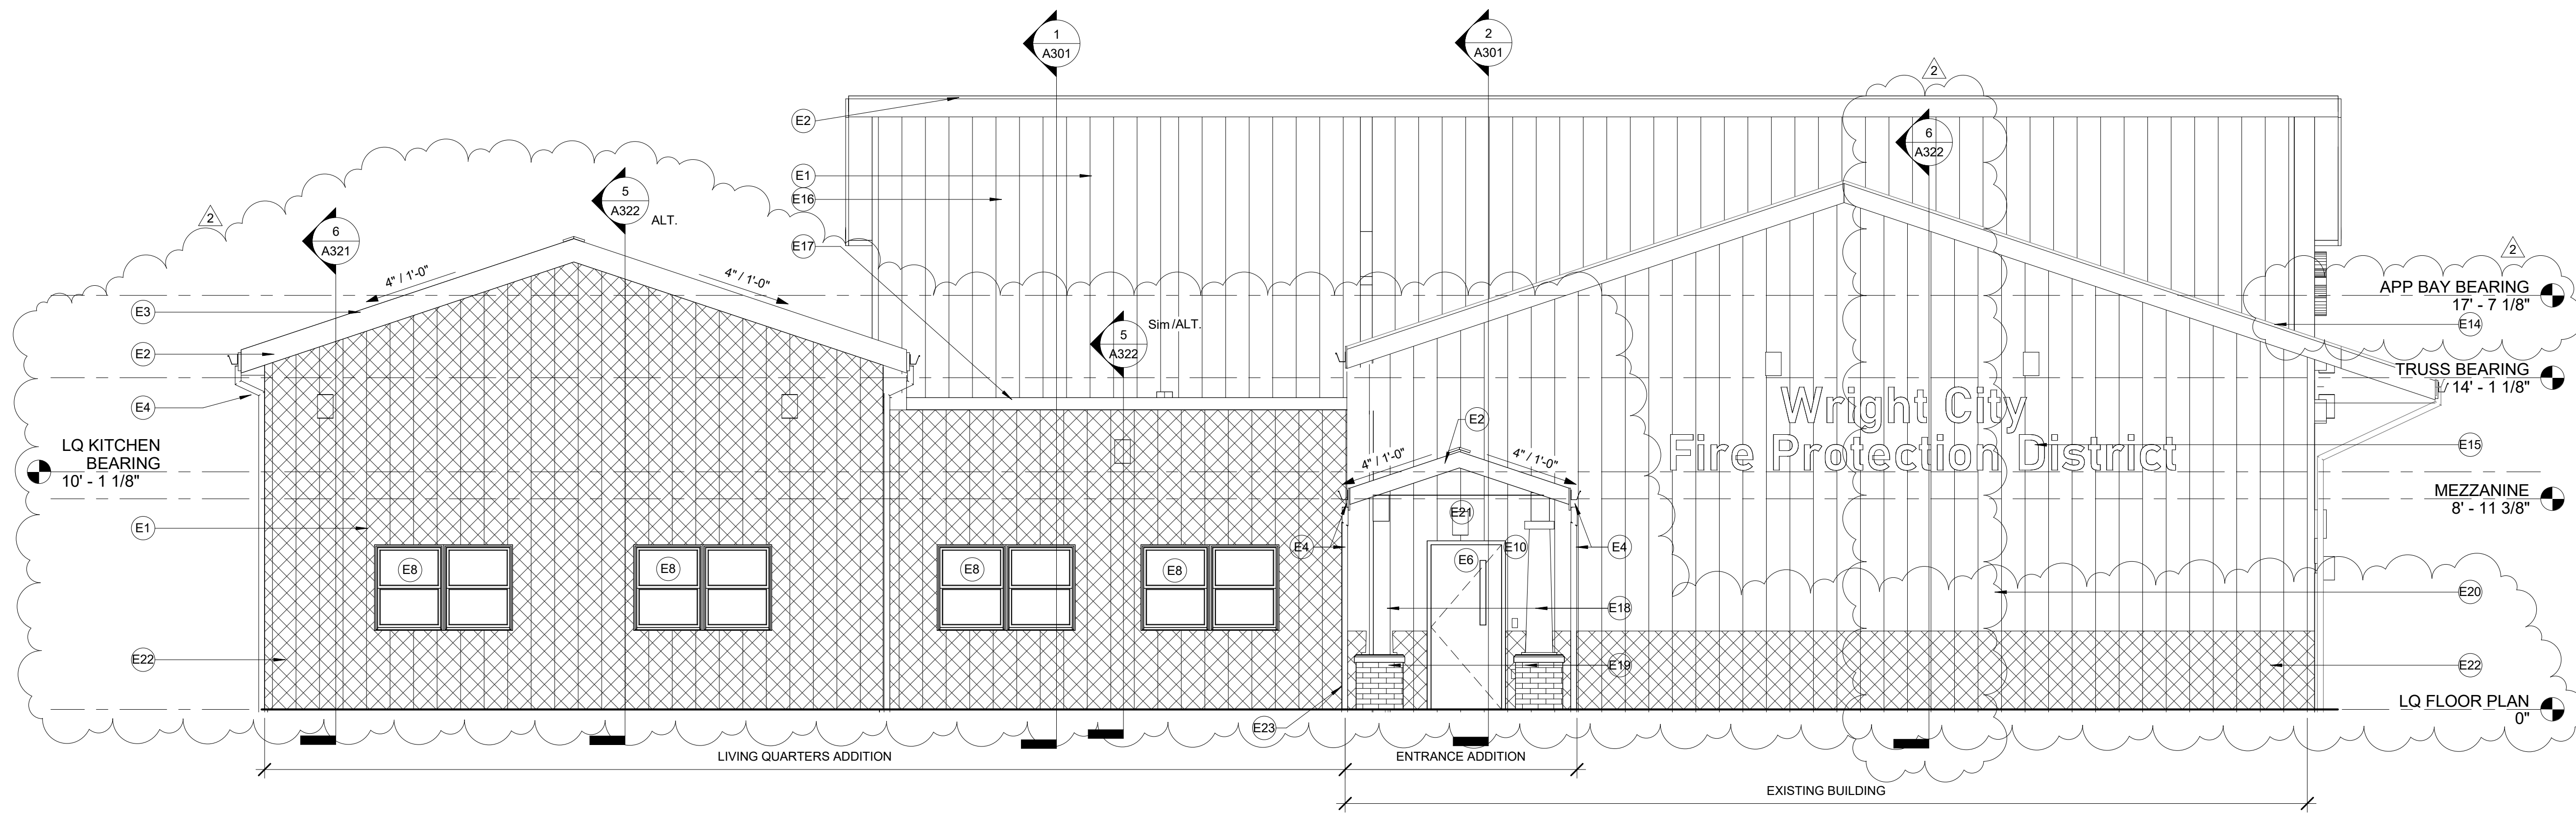 1
A301
2
A301
2
E2
6
A322
E1
5
A322
ALT.
E16
2
6
A321
E17
2
4" / 1'-0"
4" / 1'-0"
APP BAY BEARING
17' - 7 1/8"
E3
Sim/ALT.
5
A322
E14
E2
TRUSS BEARING
14' - 1 1/8"
E4
Wright City
Fire Protection District
E2
E15
LQ KITCHEN
BEARING
10' - 1 1/8"
4" / 1'-0"
4" / 1'-0"
MEZZANINE
8' - 11 3/8"
E21
E1
E4
E10
E4
E6
E8
E8
E8
E8
E20
E18
E22
E19
E22
LQ FLOOR PLAN
0"
E23
LIVING QUARTERS ADDITION
ENTRANCE ADDITION
EXISTING BUILDING